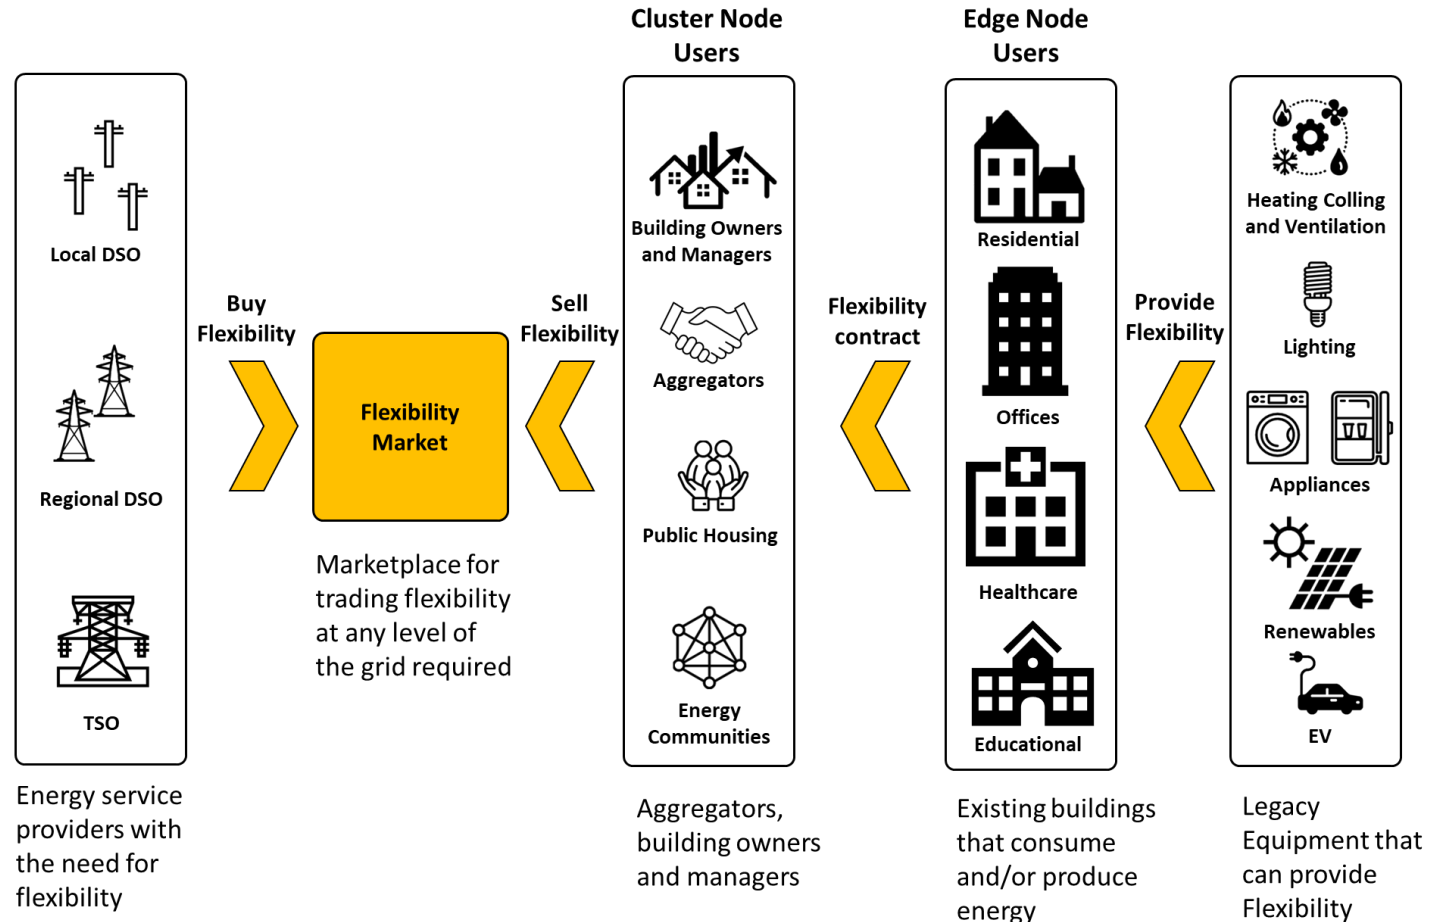 Cluster Node
Users
Edge Node
Users
Local DSO
Regional DSO
TSO
Energy service
providers with
the need for
flexibility
Buy
Flexibility
Flexibility
Market
Marketplace for
trading flexibility
at any level of
the grid required
Sell
Flexibility
Building Owners
and Managers
Aggregators
Public Housing
Energy
Communities
Aggregators,
building owners
and managers
Flexibility
contract
Residential
Offices
Healthcare
Educational
Existing buildings
that consume
and/or produce
energy
Provide
Flexibility
Heating Colling
and Ventilation
Lighting
Appliances
Renewables
EV
Legacy
Equipment that
can provide
Flexibility